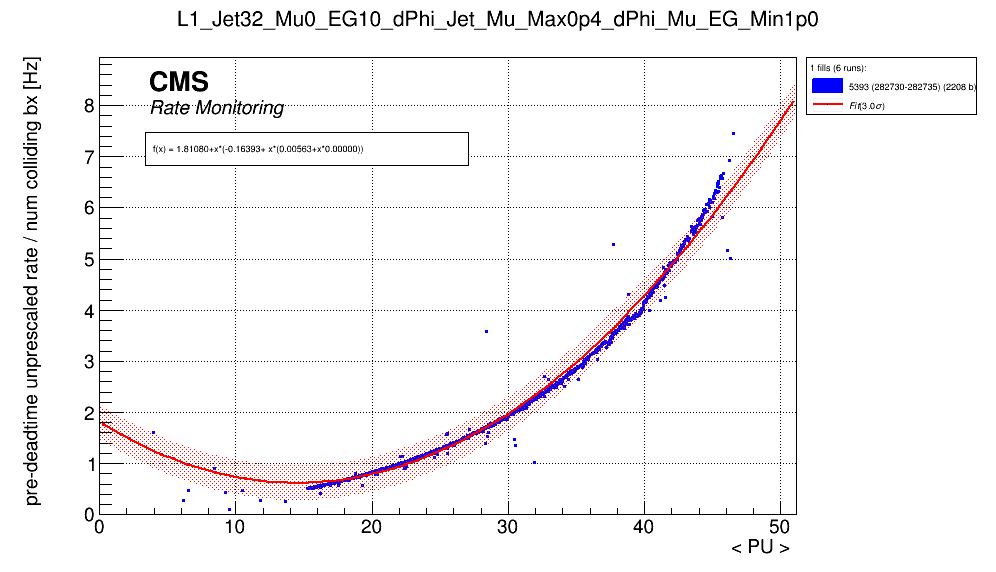 L1_Jet32_Mu0_EG10_dPhi_Jet_Mu_Max0p4_dPhi_Mu_EG_Min1p0
pre-deadtime unprescaled rate / num colliding bx [Hz]
CMS
Rate Monitoring
f(x) = 1.81080+x*(-0.16393+ x*(0.00563+x*0.00000))
1 fills (6 runs):
5393 (282730-282735) (2208 b)
Fit(3.0σ)
8
7
6
5
4
3
2
1
0
0 10 20 30 40 50
< PU >